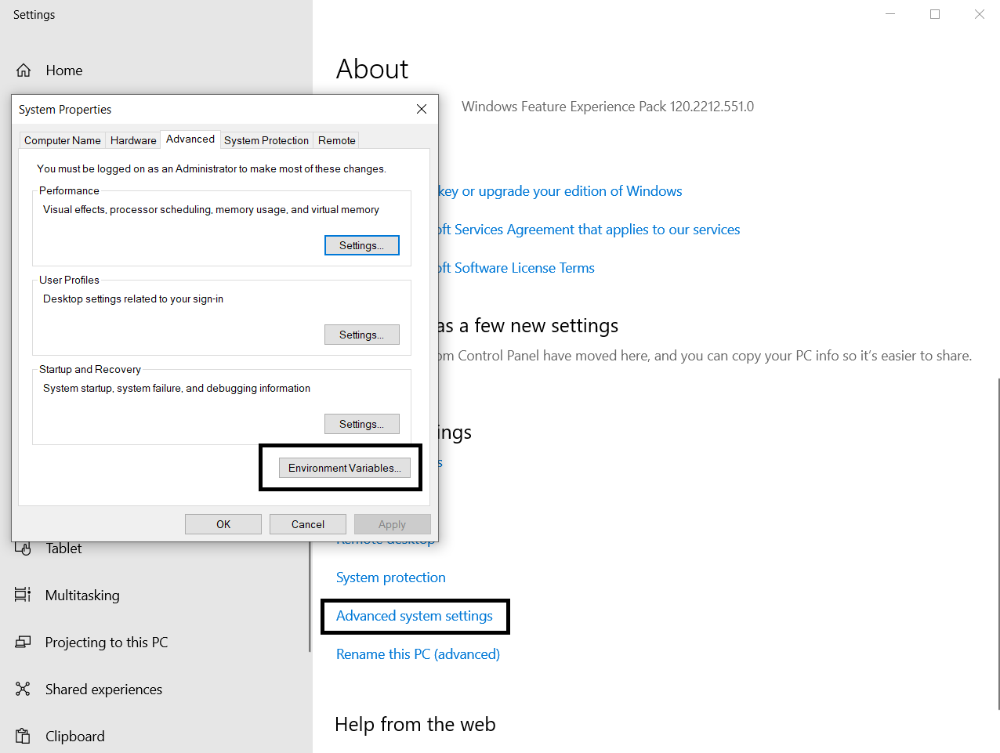 Settings
Home
About
Windows Feature Experience Pack 120.2212.551.0
System Properties
Computer Name Hardware Advanced System Protection Remote
You must be logged on as an Administrator to make most of these changes.
Performance
Visual effects, processor scheduling, memory usage, and virtual memory
Settings...
User Profiles
Desktop settings related to your sign-in
Settings...
Startup and Recovery
System startup, system failure, and debugging information
Settings...
Environment Variables...
OK Cancel Apply
key or upgrade your edition of Windows
Services Agreement that applies to our services
Software License Terms
as a few new settings
Control Panel have moved here, and you can copy your PC info so it's easier to share.
Remote desktop
System protection
Advanced system settings
Rename this PC (advanced)
Help from the web
Tablet
Multitasking
Projecting to this PC
Shared experiences
Clipboard